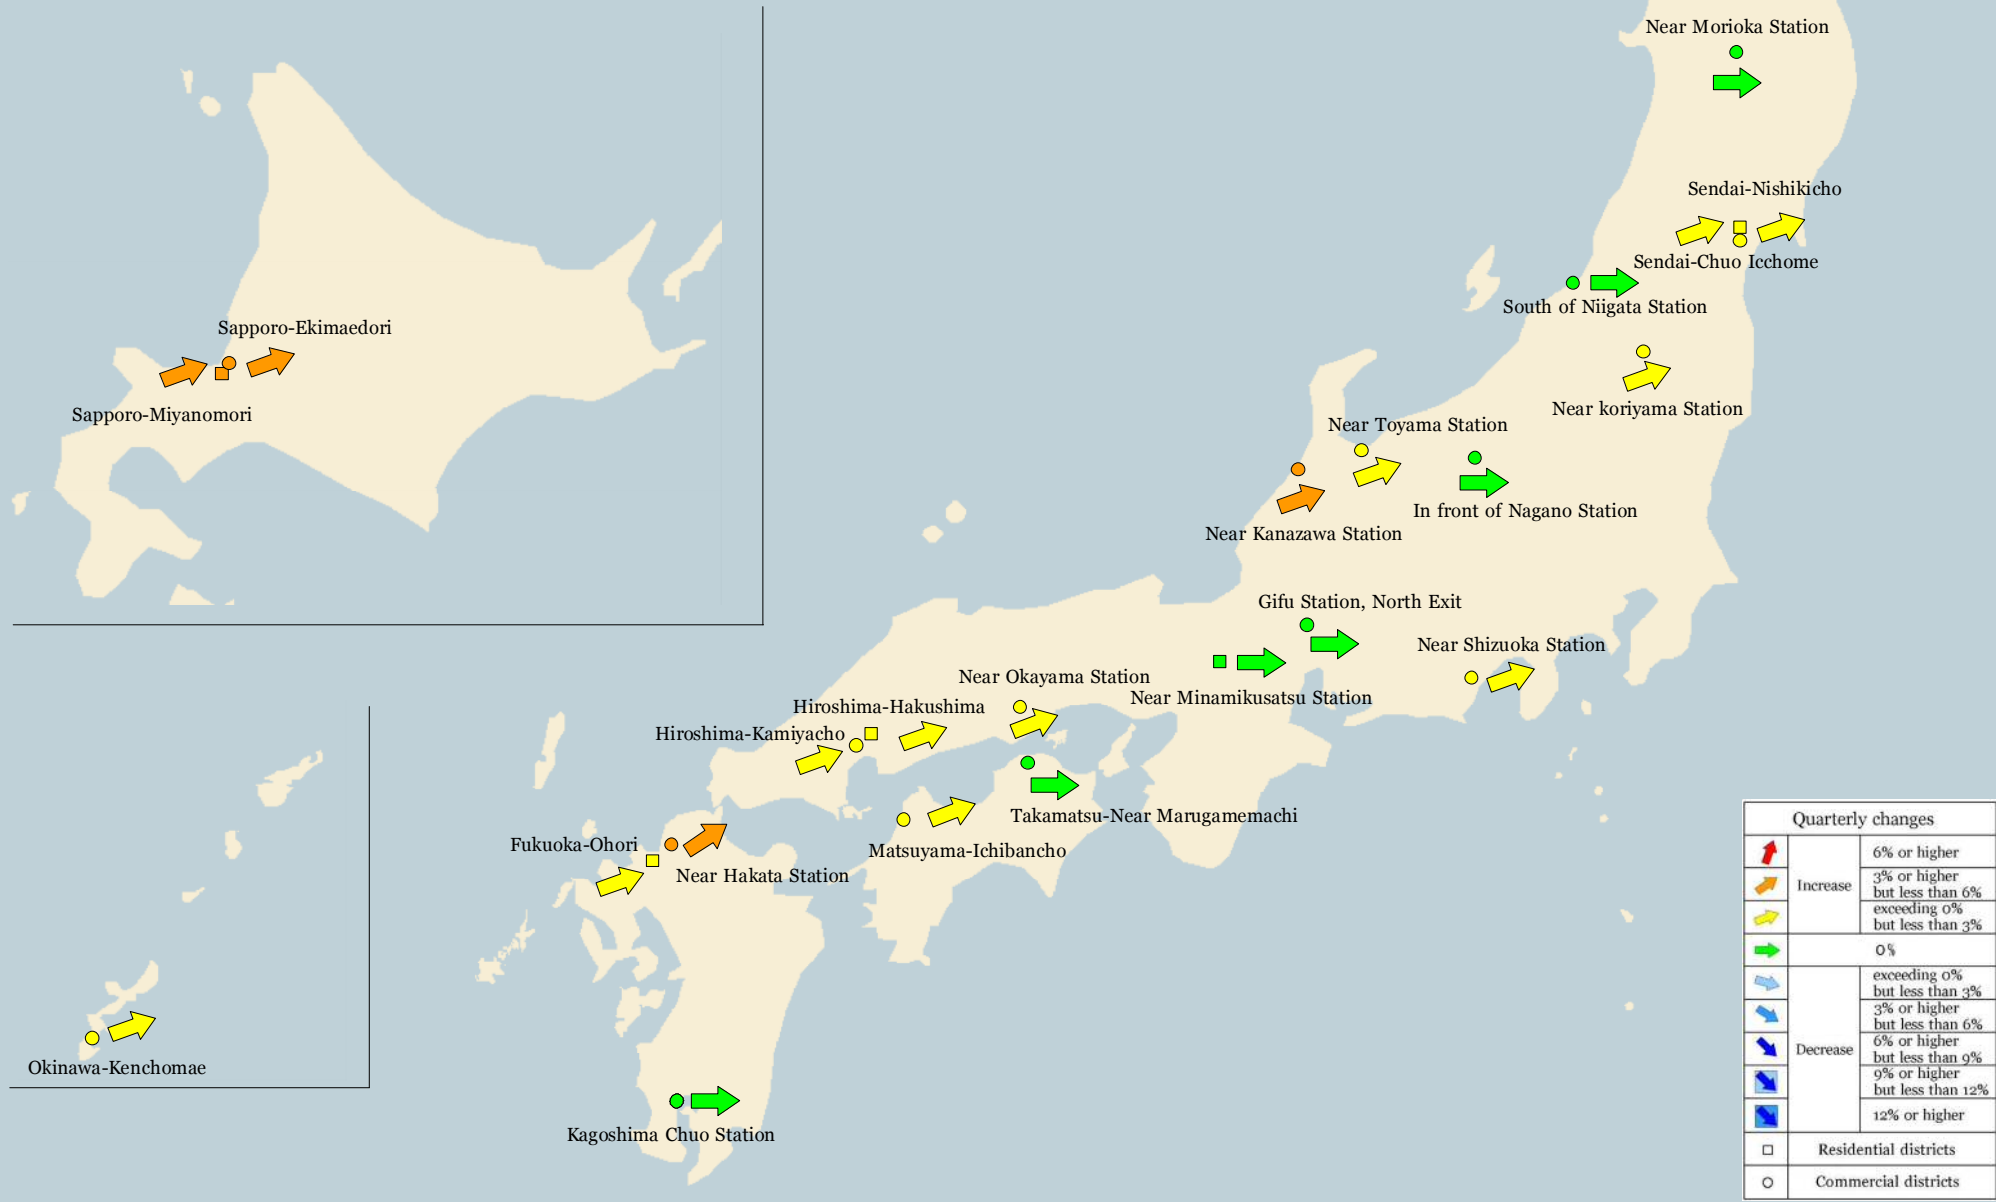 Near Morioka Station
Sendai-Nishikicho
Sendai-Chuo Icchome
South of Niigata Station
Sapporo-Ekimaedori
Sapporo-Miyanomori
Near koriyama Station
Near Toyama Station
In front of Nagano Station
Near Kanazawa Station
Gifu Station, North Exit
Near Shizuoka Station
Near Okayama Station
Near Minamikusatsu Station
Hiroshima-Hakushima
Hiroshima-Kamiyacho
Takamatsu-Near Marugamemachi
Fukuoka-Ohori
Matsuyama-Ichibancho
Near Hakata Station
Okinawa-Kenchomae
Kagoshima Chuo Station
Quarterly changes
Increase
6% or higher
3% or higher
but less than 6%
exceeding 0%
but less than 3%
0%
Decrease
exceeding 0%
but less than 3%
3% or higher
but less than 6%
6% or higher
but less than 9%
9% or higher
but less than 12%
12% or higher
Residential districts
Commercial districts